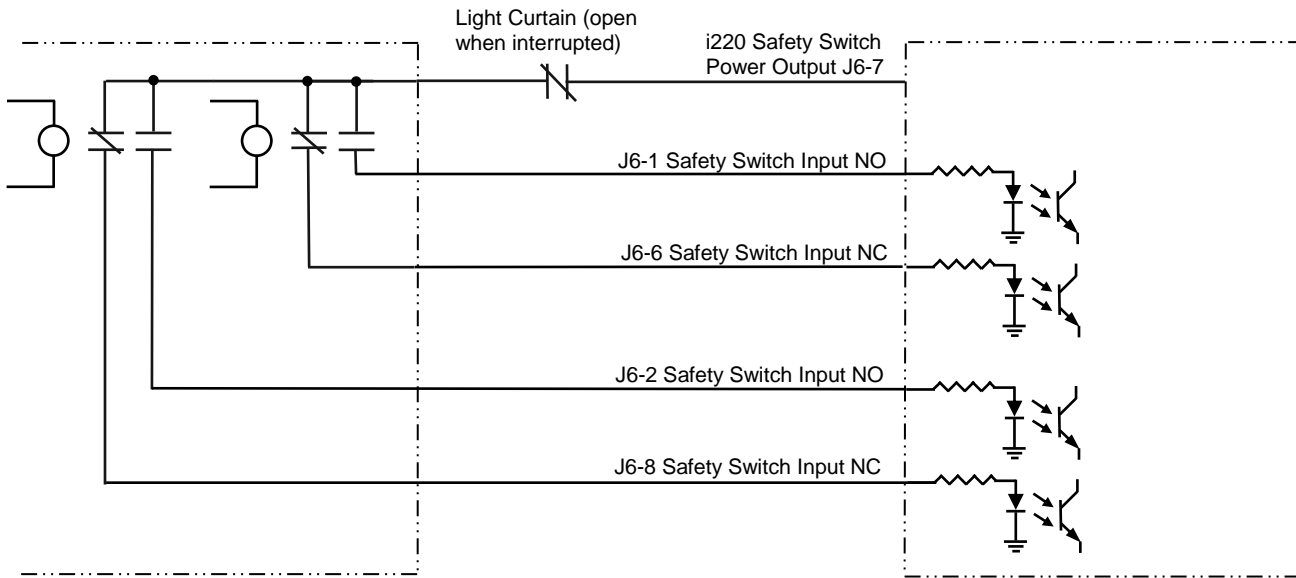 Light Curtain (open
when interrupted)
i220 Safety Switch
Power Output J6-7
J6-1 Safety Switch Input NO
J6-6 Safety Switch Input NC
J6-2 Safety Switch Input NO
J6-8 Safety Switch Input NC